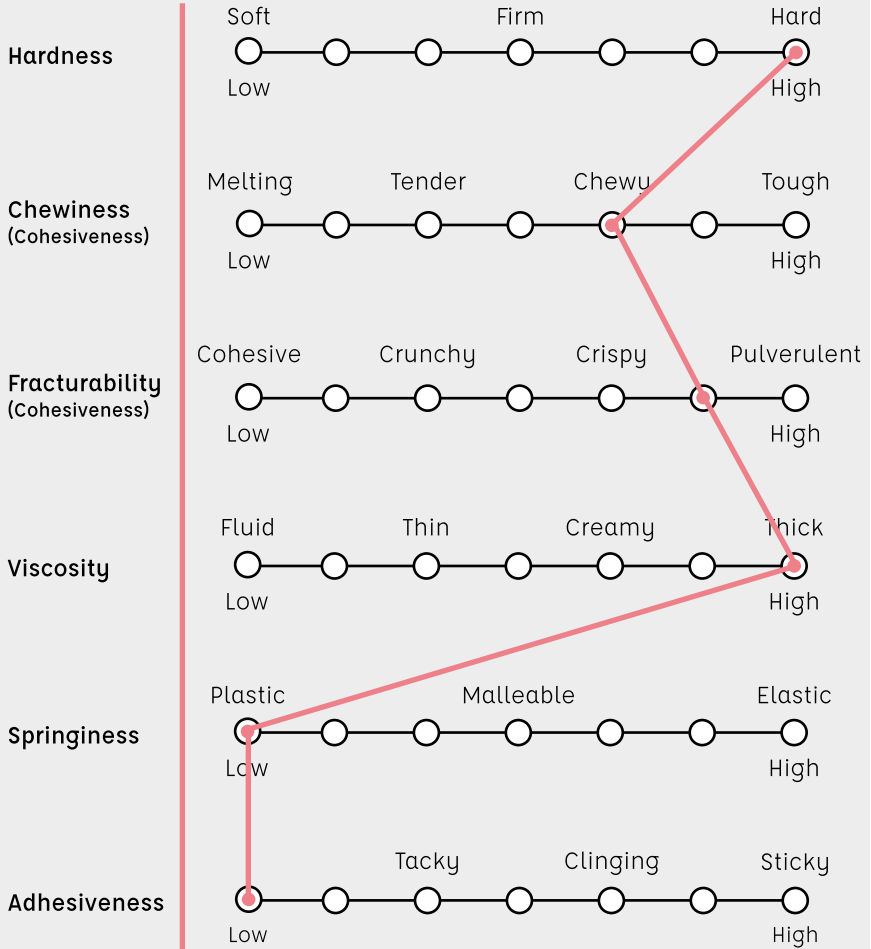 Soft Firm Hard
Hardness
Low High
Melting Tender Chewy Tough
Chewiness
(Cohesiveness)
Low High
Cohesive Crunchy Crispy Pulverulent
Fracturability
(Cohesiveness)
Low High
Fluid Thin Creamy Thick
Viscosity
Low High
Plastic Malleable Elastic
Springiness
Low High
Tacky Clinging Sticky
Adhesiveness
Low High